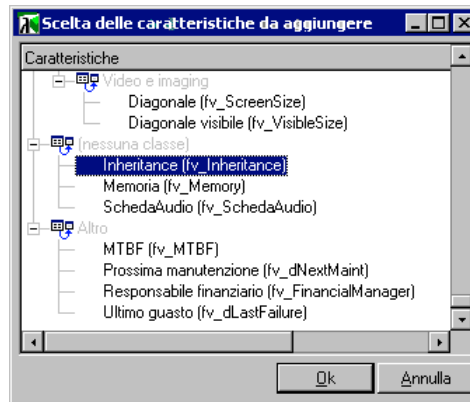 Scelta delle caratteristiche da aggiungere
Caratteristiche
Video e imaging
Diagonale (fv_ScreenSize)
Diagonale visibile (fv_VisibleSize)
(nessuna classe)
Inheritance (fv_Inheritance)
Memoria (fv_Memory)
SchedaAudio (fv_SchedaAudio)
Altro
MTBF (fv_MTBF)
Prossima manutenzione (fv_dNextMaint)
Responsabile finanziario (fv_FinancialManager)
Ultimo guasto (fv_dLastFailure)
Ok Annulla